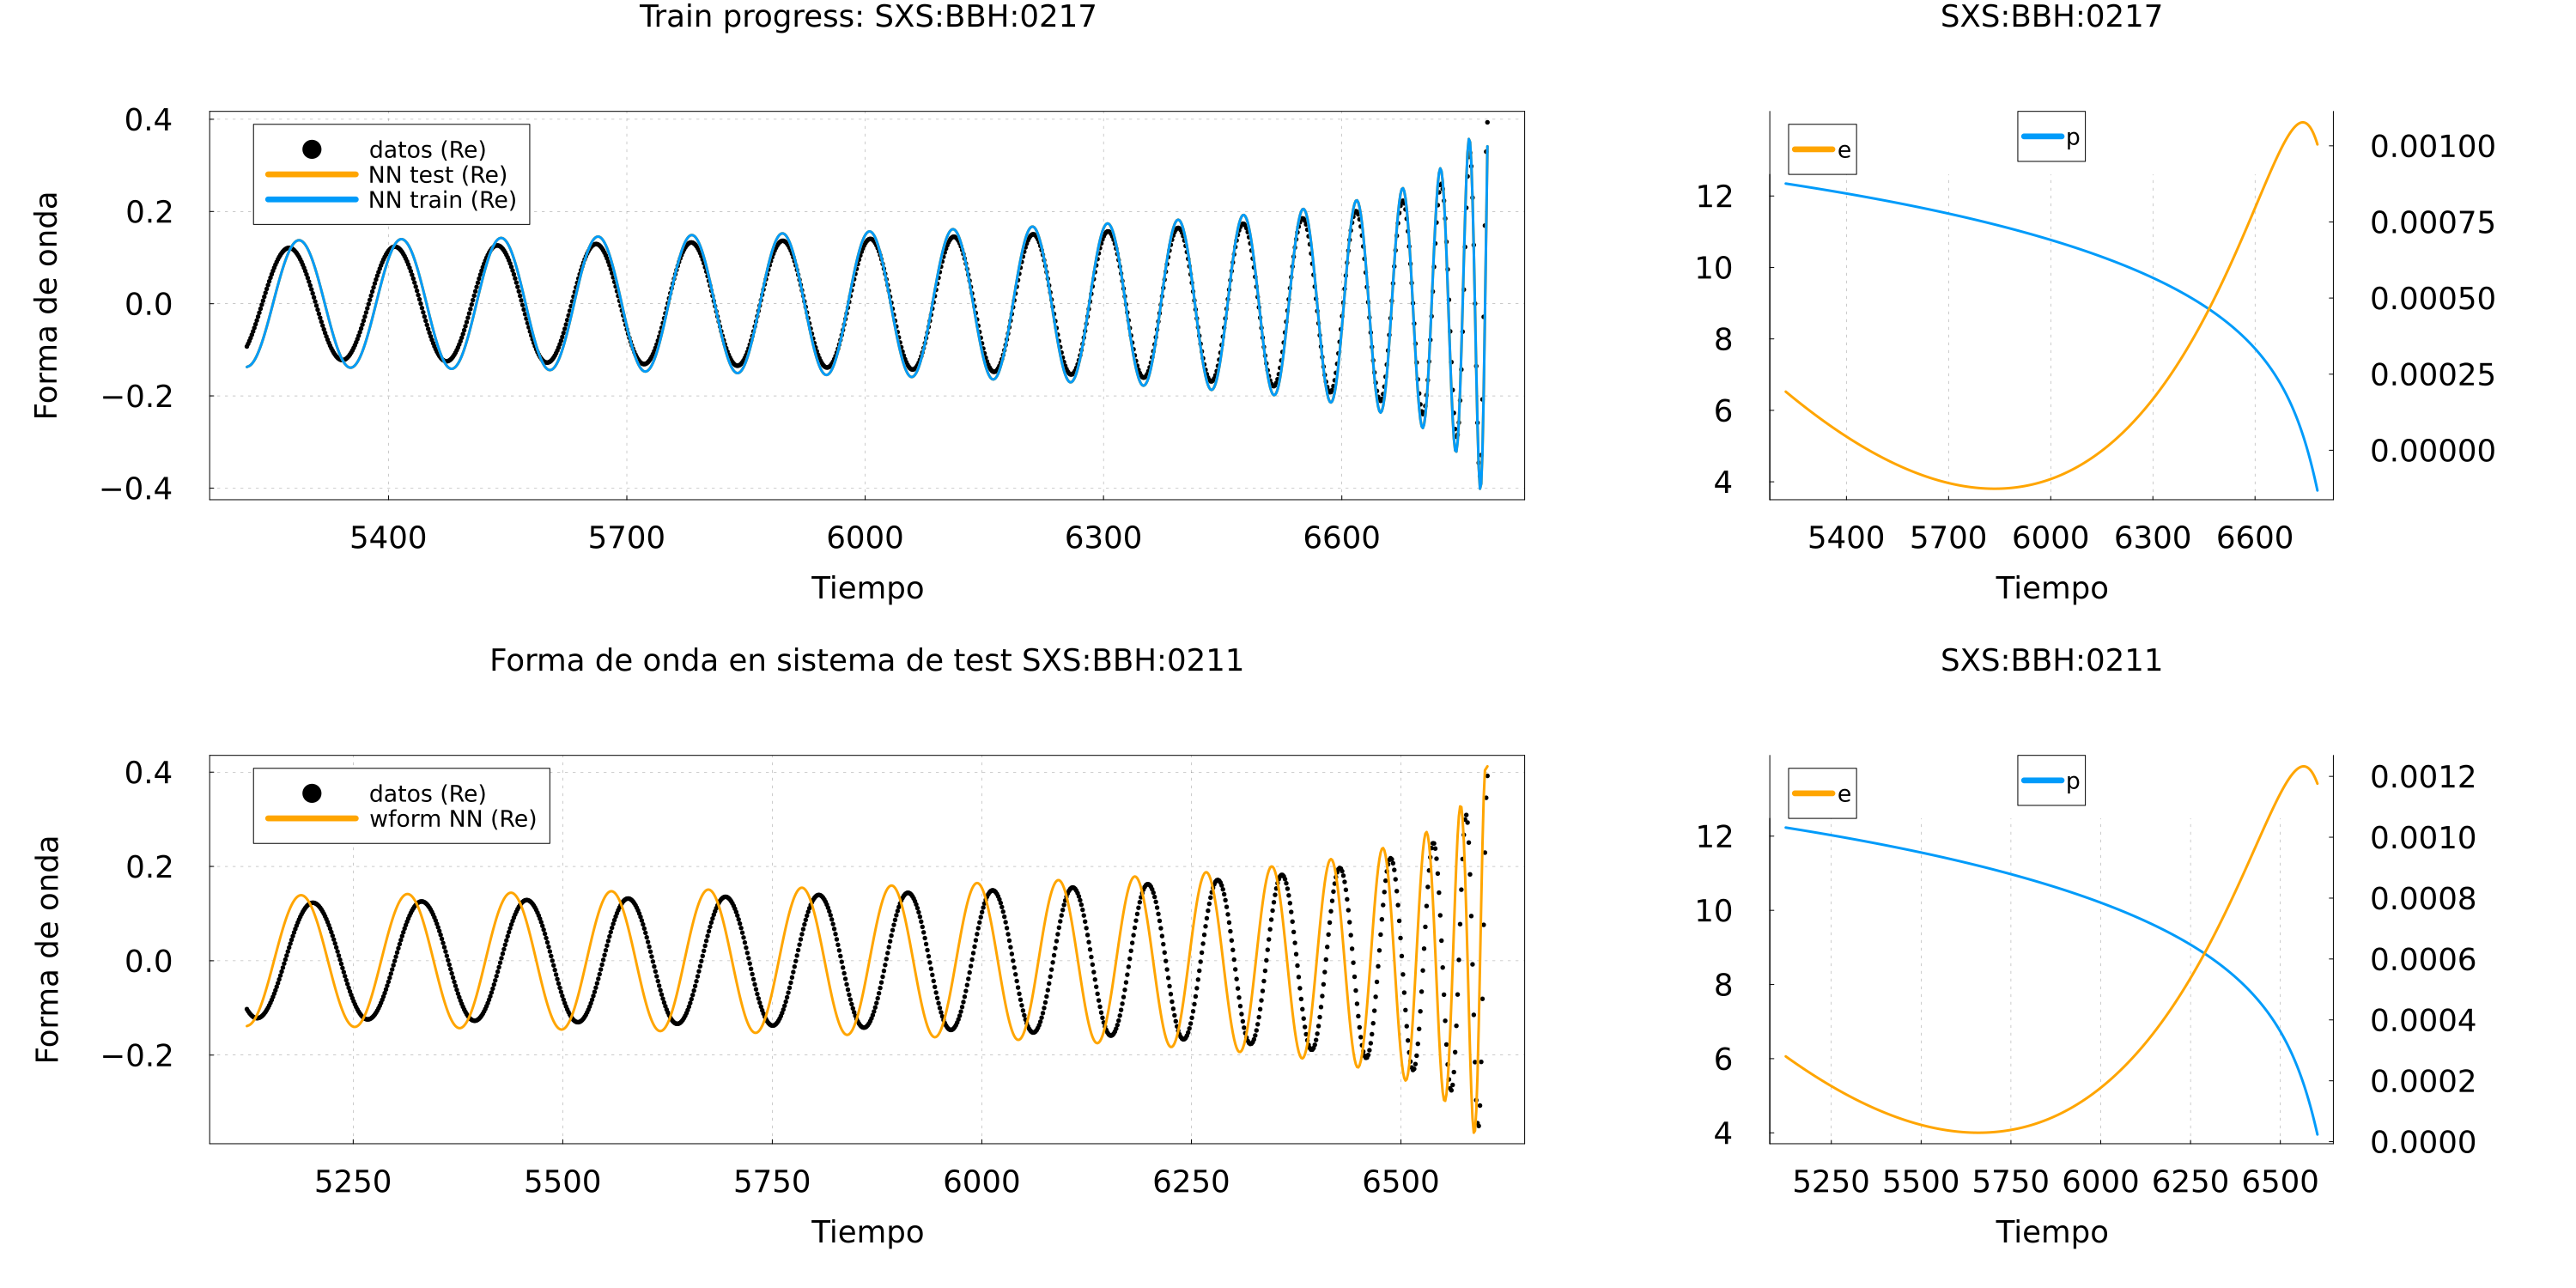 Train progress: SXS:BBH:0217
SXS:BBH:0217
Forma de onda
0.4
0.2
0.0
−0.2
−0.4
datos (Re)
NN test (Re)
NN train (Re)
5400 5700 6000 6300 6600
Tiempo
12
10
8
6
4
e
p
0.00100
0.00075
0.00050
0.00025
0.00000
5400 5700 6000 6300 6600
Tiempo
Forma de onda en sistema de test SXS:BBH:0211
SXS:BBH:0211
Forma de onda
0.4
0.2
0.0
−0.2
datos (Re)
wform NN (Re)
5250 5500 5750 6000 6250 6500
Tiempo
12
10
8
6
4
e
p
0.0012
0.0010
0.0008
0.0006
0.0004
0.0002
0.0000
5250 5500 5750 6000 6250 6500
Tiempo